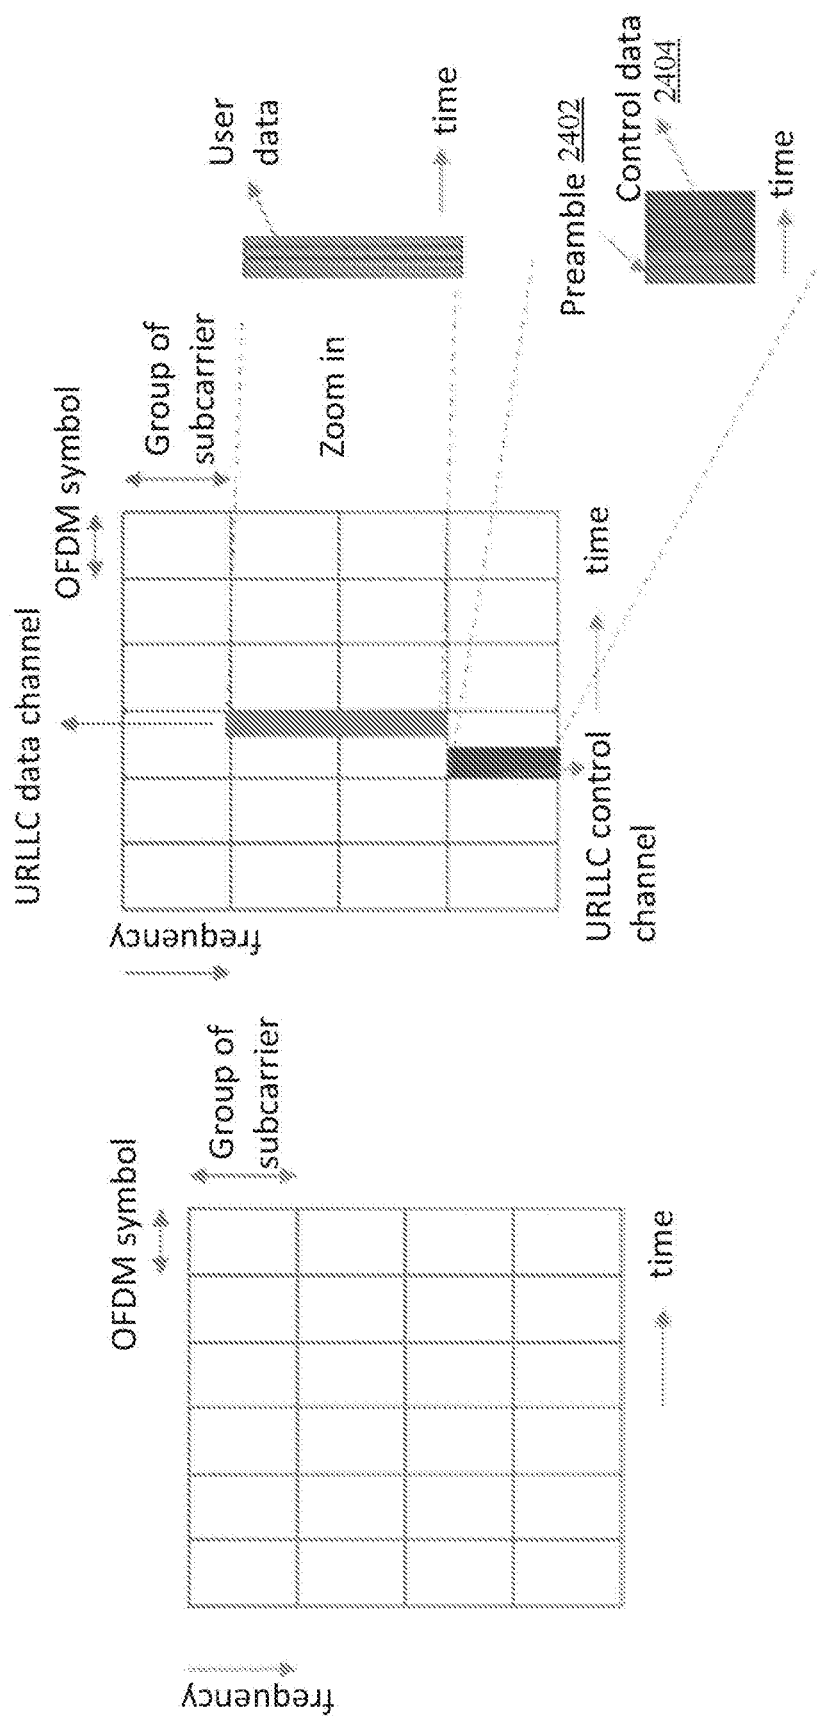 OFDM symbol
Group of
subcarrier
frequency
time
URLLC data channel
OFDM symbol
Group of
subcarrier
frequency
time
URLLC control
channel
Zoom in
User
data
time
Preamble 2402
Control data
2404
time